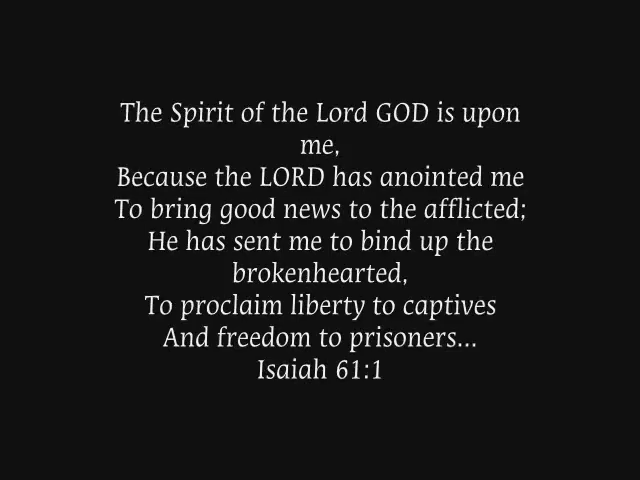 The Spirit of the Lord GOD is upon
me,
Because the LORD has anointed me
To bring good news to the afflicted;
He has sent me to bind up the
brokenhearted,
To proclaim liberty to captives
And freedom to prisoners...
Isaiah 61:1